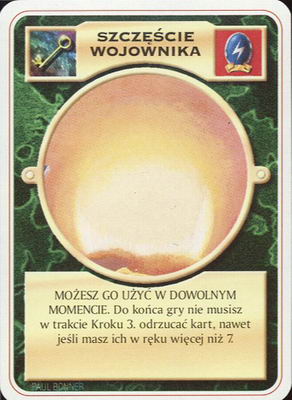 SZCZĘŚCIE
WOJOWNIKA
MOŻESZ GO UŻYĆ W DOWOLNYM
MOMENCIE. Do końca gry nie musisz
w trakcie Kroku 3. odrzucać kart, nawet
jeśli masz ich w ręku więcej niż 7.
PAUL BONNER